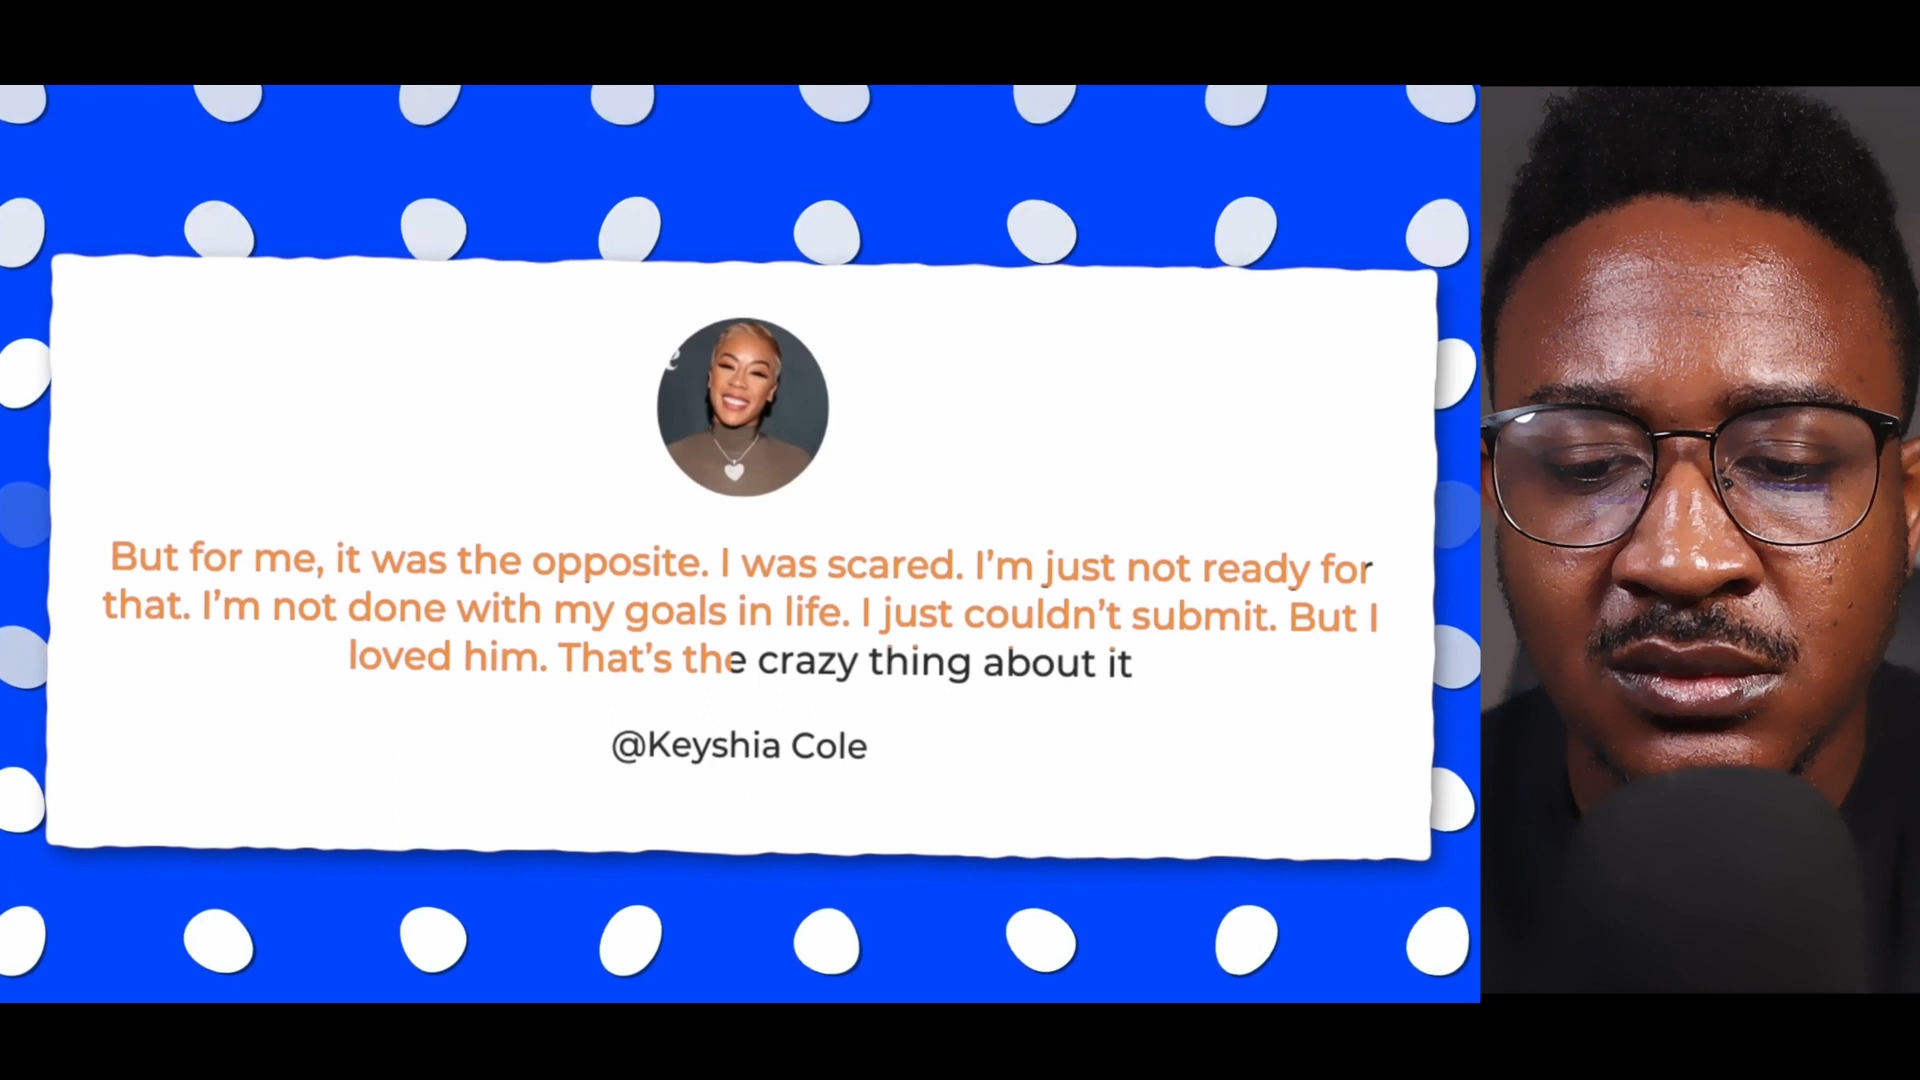 But for me, it was the opposite. I was scared. I’m just not ready for
that. I’m not done with my goals in life. I just couldn’t submit. But I
loved him. That’s the crazy thing about it
@Keyshia Cole